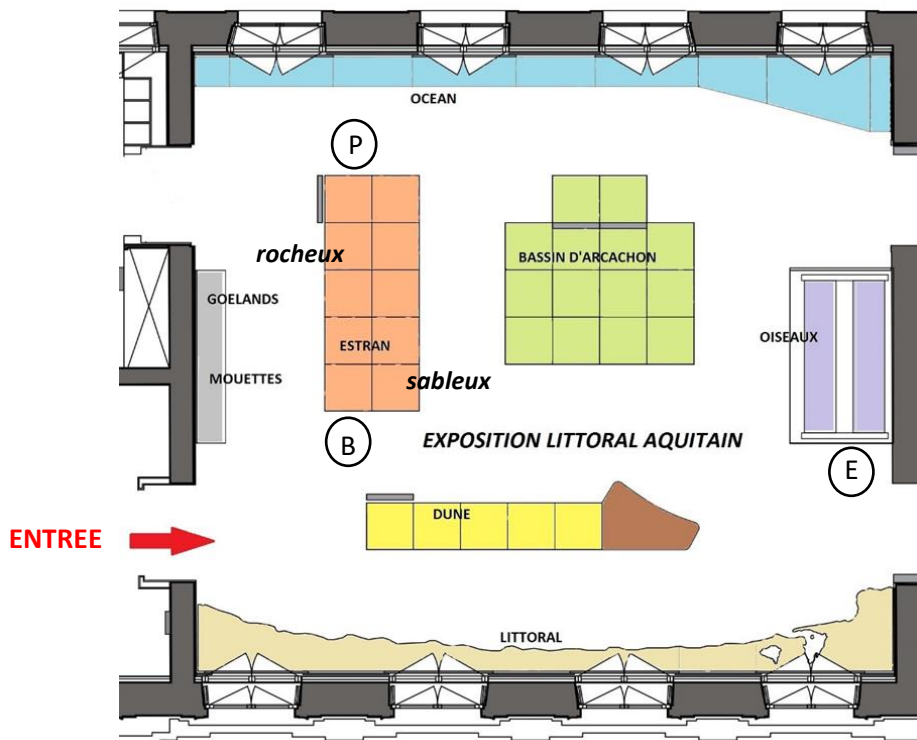 OCEAN
P
rocheux
BASSIN D'ARCACHON
GOELANDS
OISEAUX
ESTRAN
MOUETTES
sableux
B
EXPOSITION LITTORAL AQUITAIN
E
DUNE
ENTREE
LITTORAL